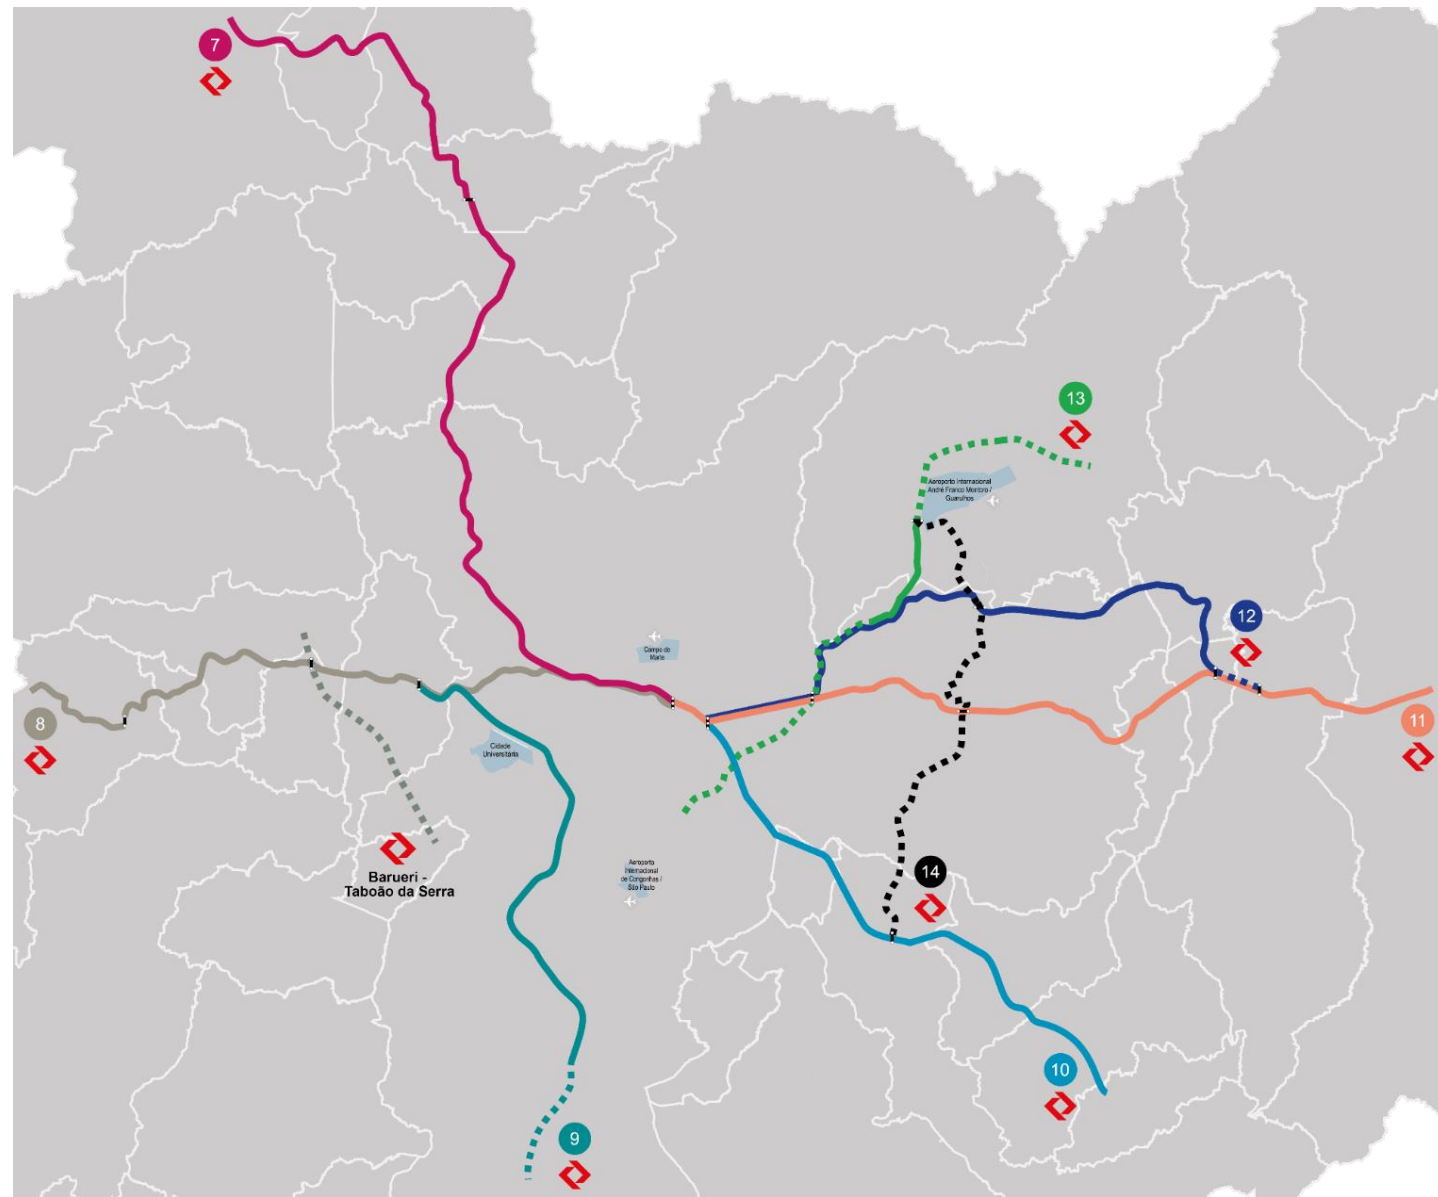 7
13
Aeroporto Internacional
André Franco Montoro /
Guarulhos
12
Campo de
Marte
8
11
Cidade
Universitária
Barueri -
Taboão da Serra
Aeroporto
Internacional
de Congonhas /
São Paulo
14
10
9